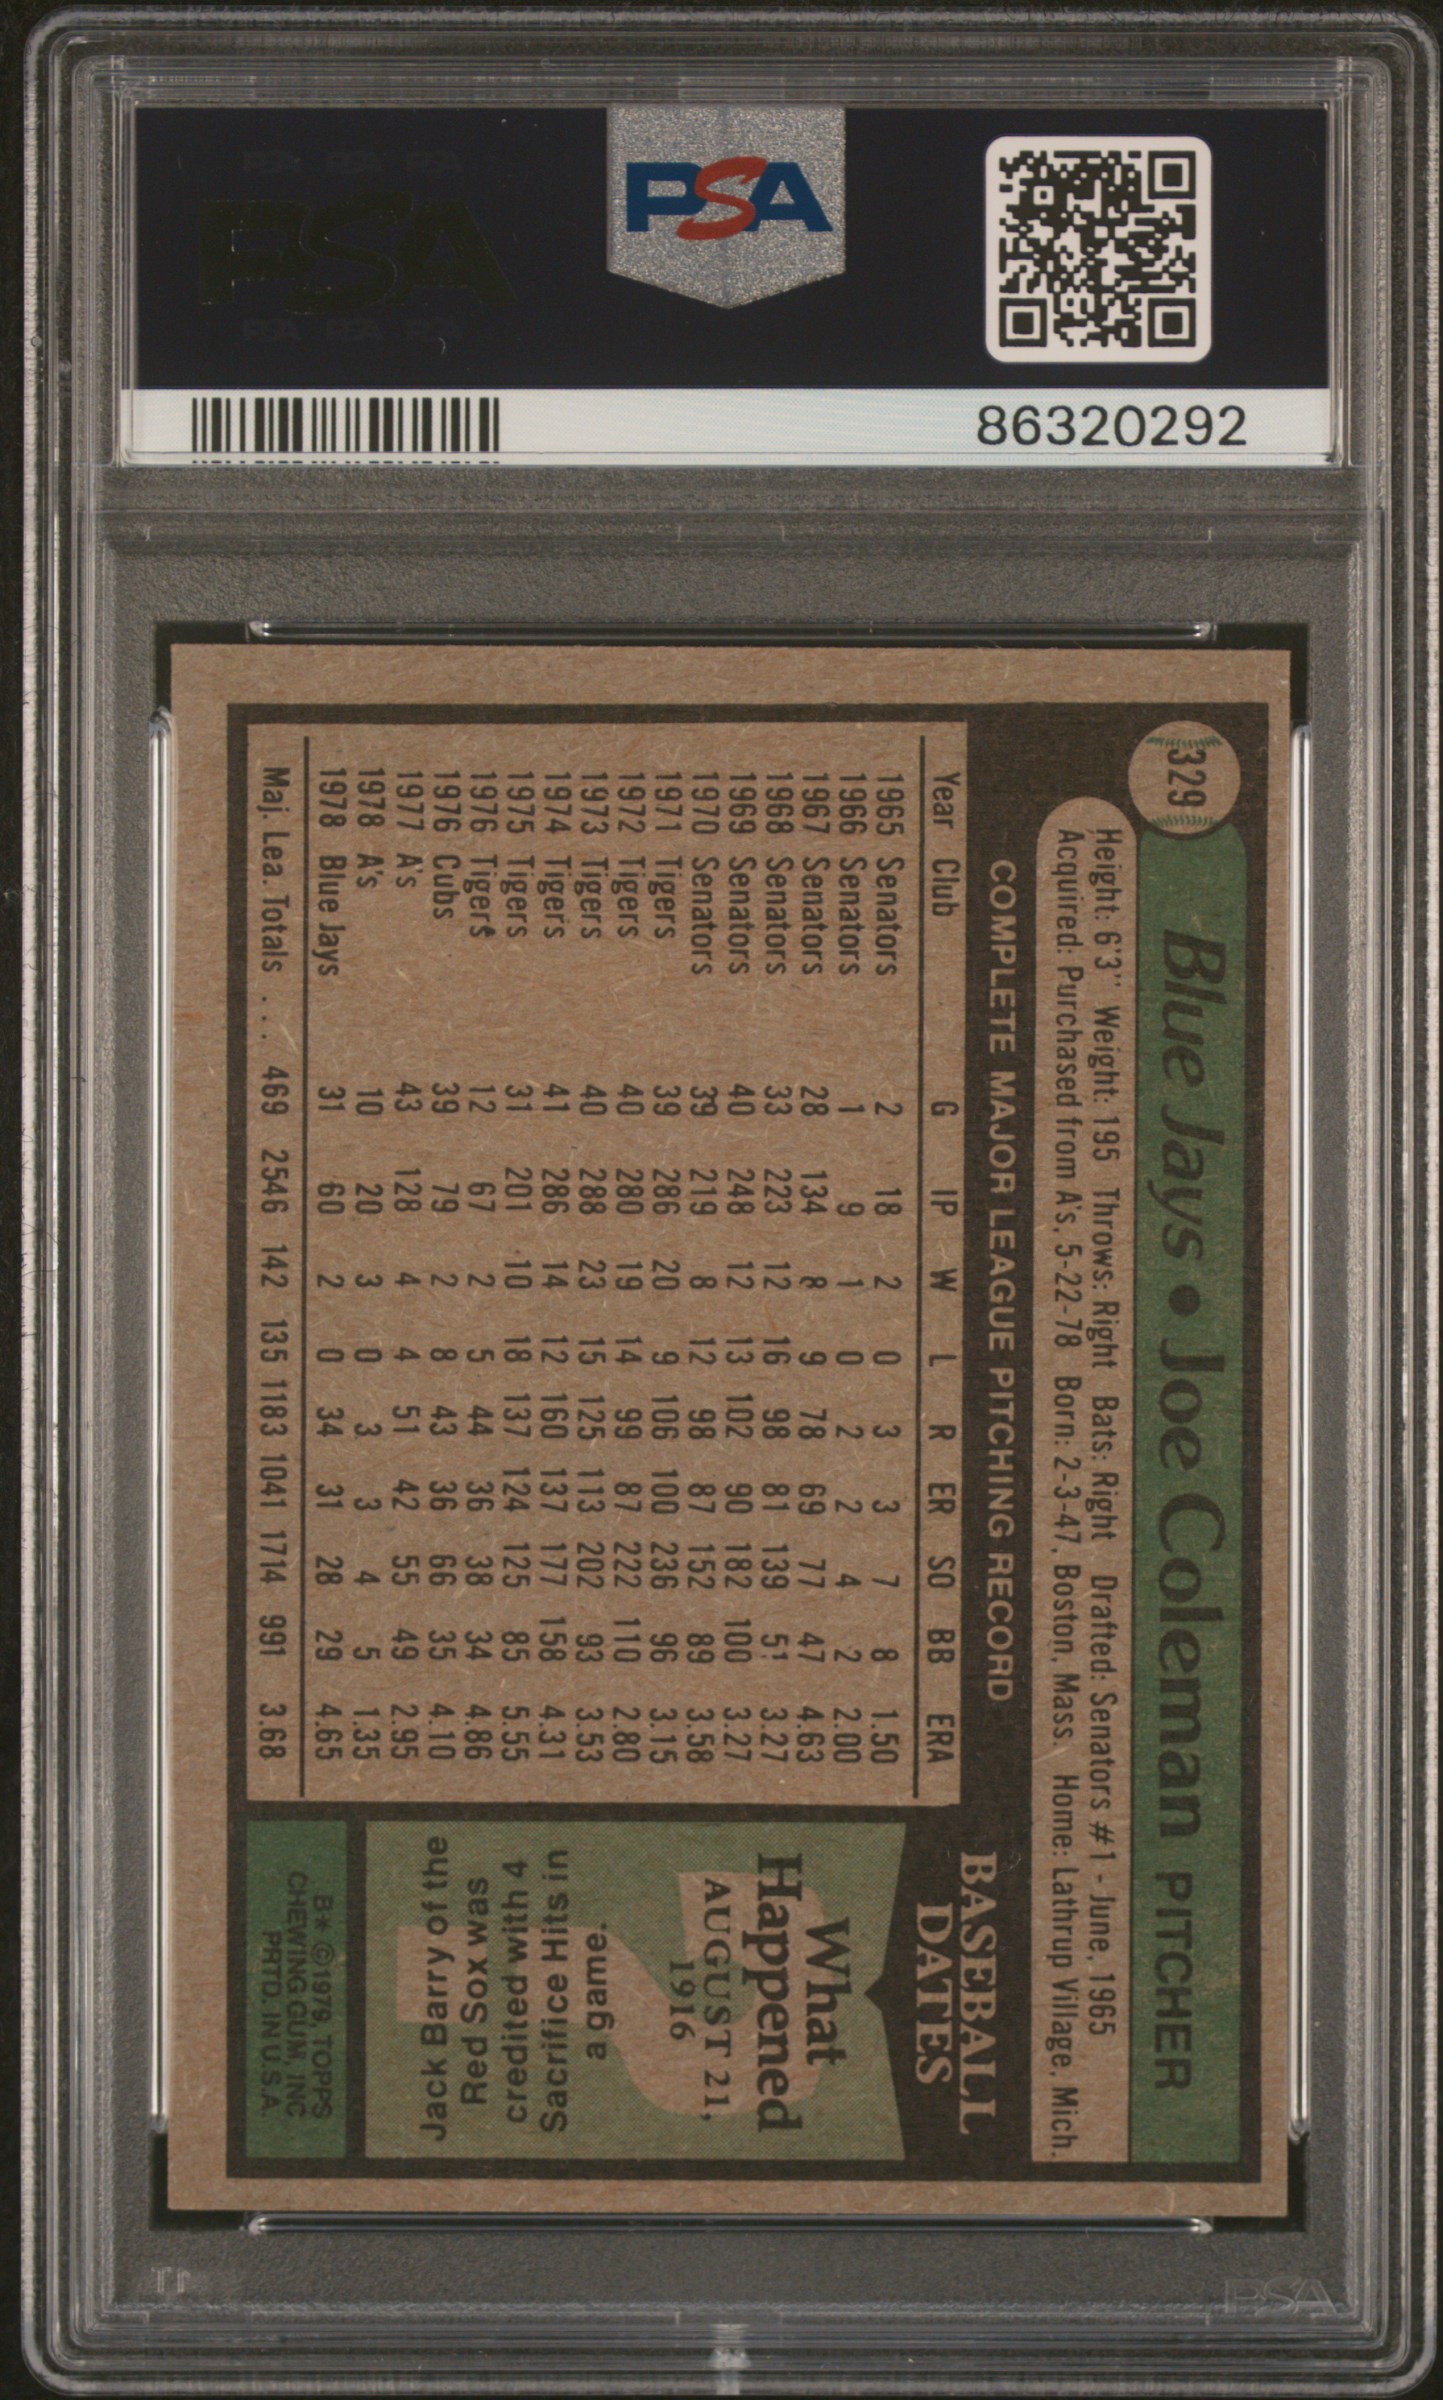 PSA
PSA PSA PSA
PSA
PSA PSA PSA
86320292
329
Blue Jays • Joe Coleman PITCHER
Height: 6'3" Weight: 195 Throws: Right Bats: Right Drafted: Senators #1 - June, 1965
Acquired: Purchased from A's, 5-22-78 Born: 2-3-47, Boston, Mass. Home: Lathrup Village, Mich.
COMPLETE MAJOR LEAGUE PITCHING RECORD
Year Club G IP W L R ER SO BB ERA
1965 Senators 2 18 2 0 3 3 7 8 1.50
1966 Senators 1 9 1 0 2 2 4 2 2.00
1967 Senators 28 134 8 9 78 69 77 47 4.63
1968 Senators 33 223 12 16 98 81 139 51 3.27
1969 Senators 40 248 12 13 102 90 182 100 3.27
1970 Senators 39 219 8 12 98 87 152 89 3.58
1971 Tigers 39 286 20 9 106 100 236 96 3.15
1972 Tigers 40 280 19 14 99 87 222 110 2.80
1973 Tigers 40 288 23 15 125 113 202 93 3.53
1974 Tigers 41 286 14 12 160 137 177 158 4.31
1975 Tigers 31 201 10 18 137 124 125 85 5.55
1976 Tigers 12 67 2 5 44 36 38 34 4.86
1976 Cubs 39 79 2 8 43 36 66 35 4.10
1977 A's 43 128 4 4 51 42 55 49 2.95
1978 A's 10 20 3 0 3 3 4 5 1.35
1978 Blue Jays 31 60 2 0 34 31 28 29 4.65
Maj. Lea. Totals . . . 469 2546 142 135 1183 1041 1714 991 3.68
BASEBALL
DATES
What
Happened
AUGUST 21,
1916
Jack Barry of the
Red Sox was
credited with 4
Sacrifice Hits in
a game.
B* ©1979, TOPPS
CHEWING GUM, INC
PRTD. IN U.S.A.
PSA